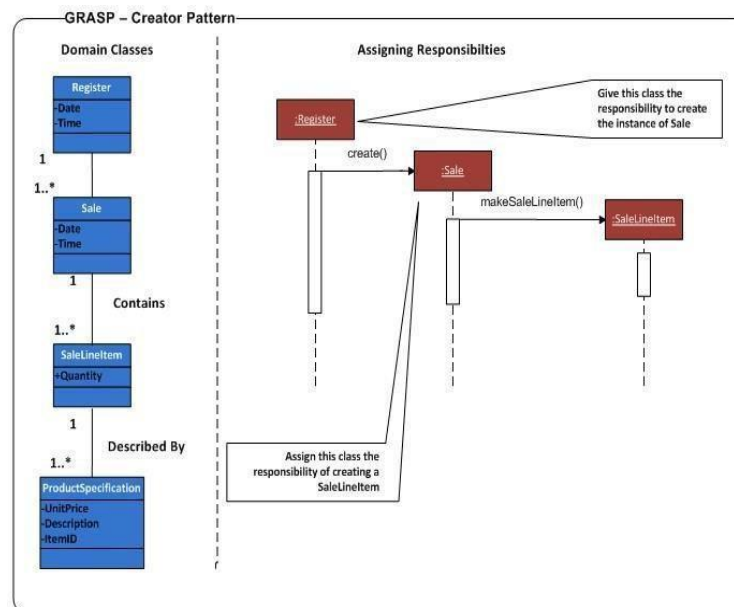 GRASP – Creator Pattern
Domain Classes
Register
-Date
-Time
1
1..*
Sale
-Date
-Time
1
Contains
1..*
SaleLineItem
+Quantity
1
Described By
1..*
ProductSpecification
-UnitPrice
-Description
-ItemID
Assigning Responsibilties
:Register
Give this class the
responsibility to create
the instance of Sale
create()
:Sale
makeSaleLineItem()
:SaleLineItem
Assign this class the
responsibility of creating a
SaleLineItem